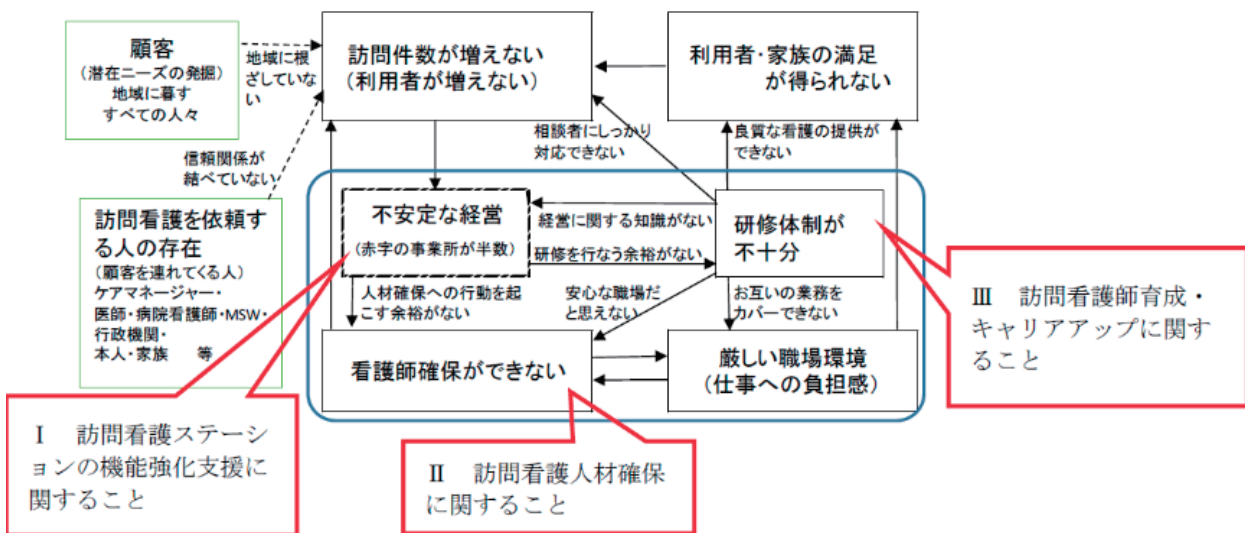 顧客
(潜在ニーズの発掘)
地域に暮す
すべての人々
地域に根
ざしていな
い
訪問件数が増えない
(利用者が増えない)
利用者・家族の満足
が得られない
相談者にしっかり
対応できない
良質な看護の提供が
できない
信頼関係が
結べていない
訪問看護を依頼す
る人の存在
(顧客を連れてくる人)
ケアマネージャー・
医師・病院看護師・MSW・
行政機関・
本人・家族 等
不安定な経営
(赤字の事業所が半数)
経営に関する知識がない
研修を行なう余裕がない
研修体制が
不十分
人材確保への行動を起
こす余裕がない
安心な職場だ
と思えない
お互いの業務を
カバーできない
看護師確保ができない
厳しい職場環境
(仕事への負担感)
Ⅰ 訪問看護ステーシ
ョンの機能強化支援に
関すること
Ⅱ 訪問看護人材確保
に関すること
Ⅲ 訪問看護師育成・
キャリアアップに関す
ること